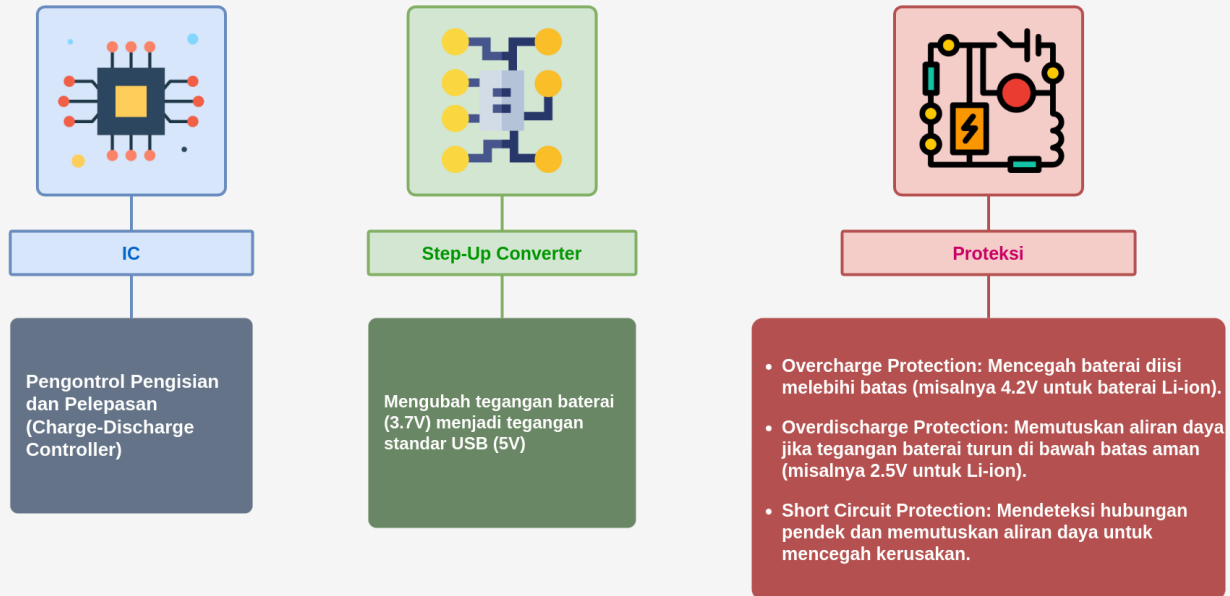 IC
Pengontrol Pengisian
dan Pelepasan
(Charge-Discharge
Controller)
Step-Up Converter
Mengubah tegangan baterai
(3.7V) menjadi tegangan
standar USB (5V)
Proteksi
• Overcharge Protection: Mencegah baterai diisi
melebihi batas (misalnya 4.2V untuk baterai Li-ion).
• Overdischarge Protection: Memutuskan aliran daya
jika tegangan baterai turun di bawah batas aman
(misalnya 2.5V untuk Li-ion).
• Short Circuit Protection: Mendeteksi hubungan
pendek dan memutuskan aliran daya untuk
mencegah kerusakan.